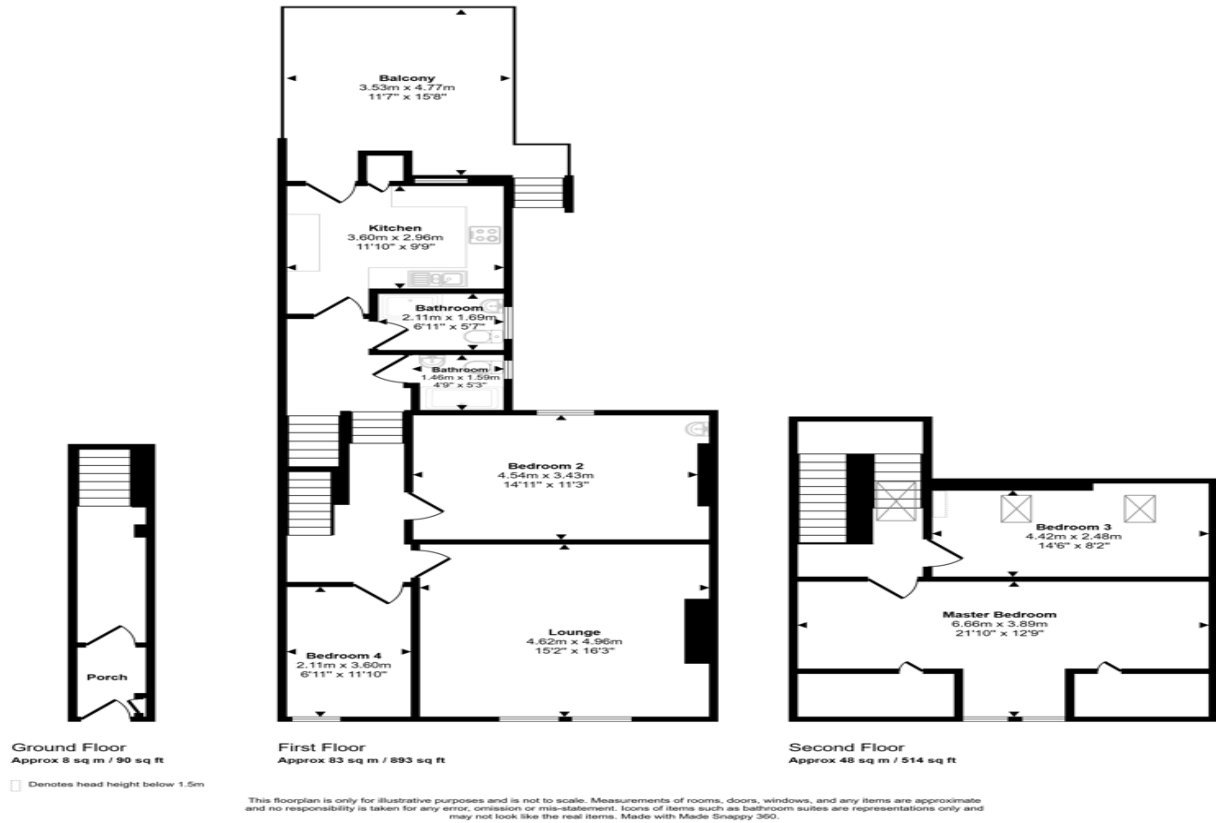 Balcony
3.53m x 4.77m
11'7" x 15'8"
Kitchen
3.60m x 2.96m
11'10" x 9'9"
Bathroom
2.11m x 1.69m
6'11" x 5'7"
Bathroom
1.46m x 1.59m
4'9" x 5'3"
Bedroom 2
4.54m x 3.43m
14'11" x 11'3"
Lounge
4.62m x 4.96m
15'2" x 16'3"
Bedroom 4
2.11m x 3.60m
6'11" x 11'10"
Porch
Bedroom 3
4.42m x 2.48m
14'6" x 8'2"
Master Bedroom
6.66m x 3.89m
21'10" x 12'9"
Ground Floor
Approx 8 sq m / 90 sq ft
First Floor
Approx 83 sq m / 893 sq ft
Second Floor
Approx 48 sq m / 514 sq ft
Denotes head height below 1.5m
This floorplan is only for illustrative purposes and is not to scale. Measurements of rooms, doors, windows, and any items are approximate
and no responsibility is taken for any error, omission or mis-statement. Icons of items such as bathroom suites are representations only and
may not look like the real items. Made with Made Snappy 360.